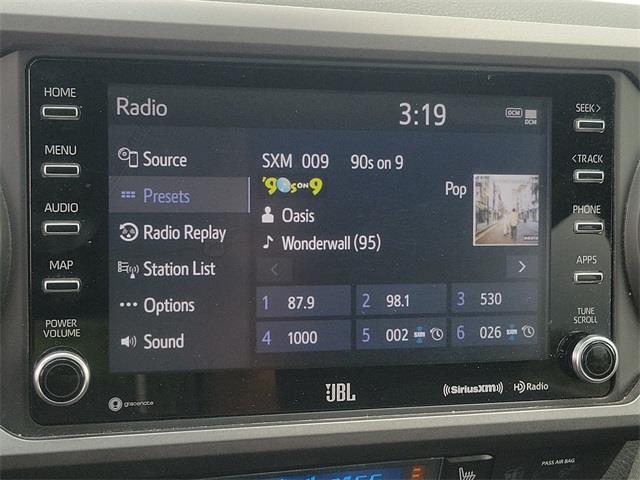 HOME
MENU
AUDIO
MAP
POWER
VOLUME
Radio
3:19
DCM
DCM
Source
Presets
Radio Replay
Station List
Options
Sound
SXM 009 90s on 9
'90s on 9
Pop
Oasis
Wonderwall (95)
1 87.9
2 98.1
3 530
4 1000
5 002
6 026
SEEK>
<TRACK
PHONE
APPS
TUNE
SCROLL
gracenote
JBL
((SiriusXM))
HD Radio
PASS AIR BAG